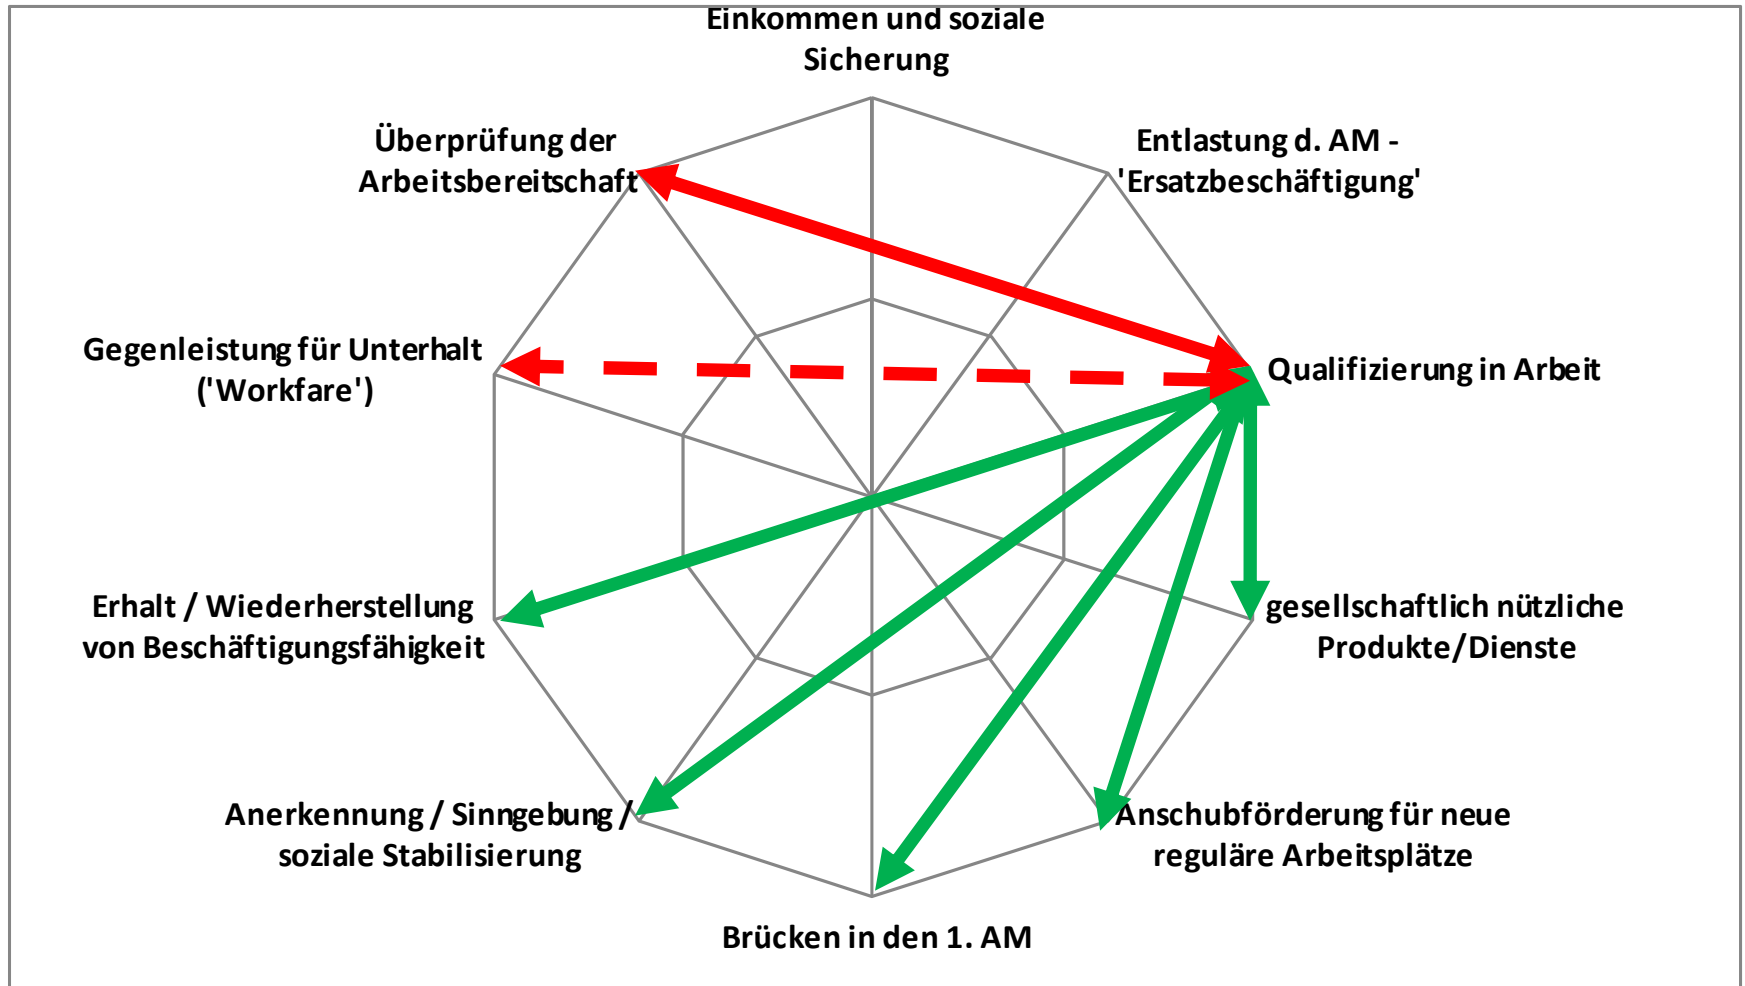 Einkommen und soziale
Sicherung
Überprüfung der
Arbeitsbereitschaft
Entlastung d. AM -
'Ersatzbeschäftigung'
Gegenleistung für Unterhalt
('Workfare')
Qualifizierung in Arbeit
Erhalt / Wiederherstellung
von Beschäftigungsfähigkeit
gesellschaftlich nützliche
Produkte/Dienste
Anerkennung / Sinngebung /
soziale Stabilisierung
Anschubförderung für neue
reguläre Arbeitsplätze
Brücken in den 1. AM